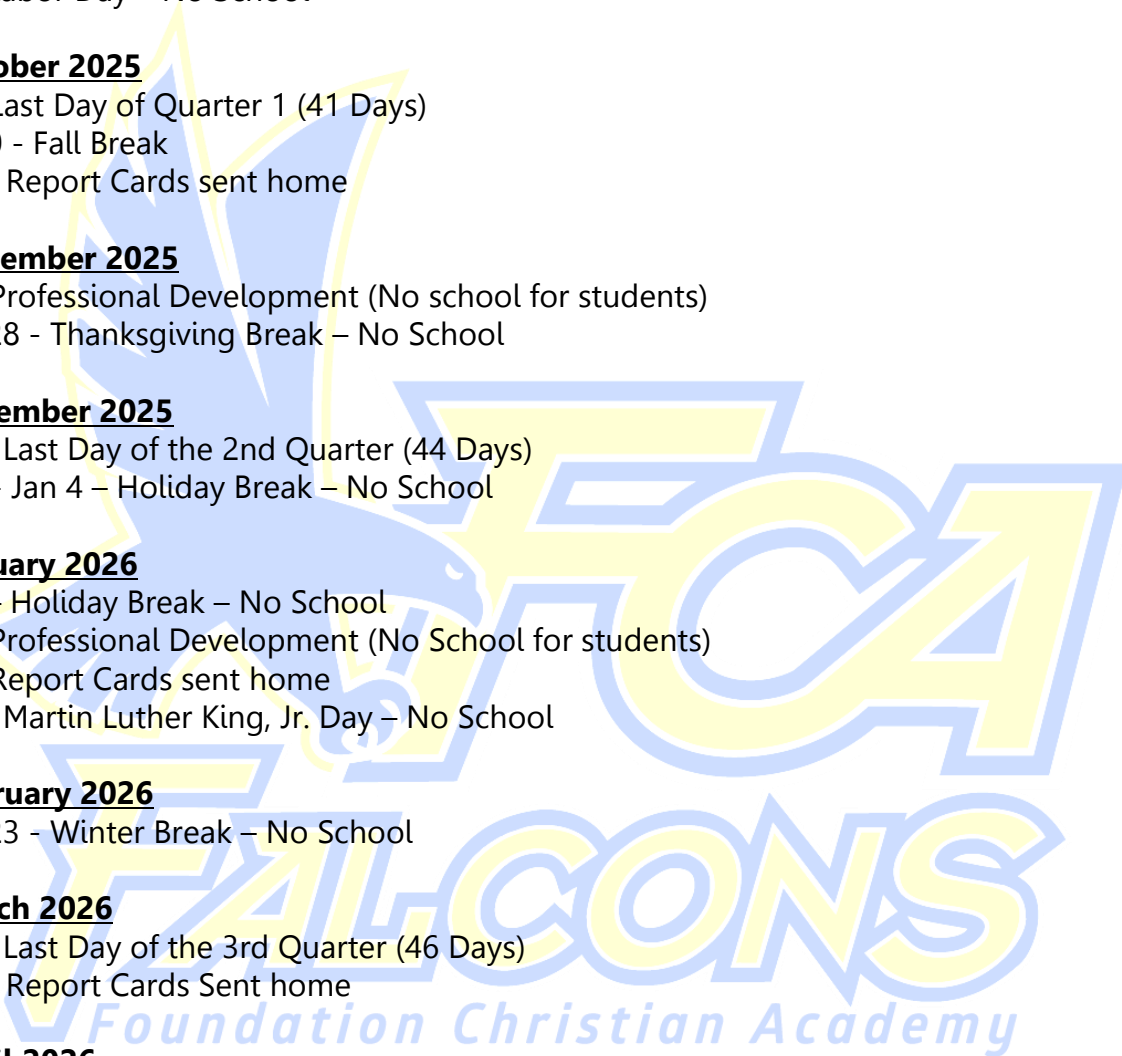 Labor Day – No School
ober 2025
Last Day of Quarter 1 (41 Days)
- Fall Break
Report Cards sent home
ember 2025
Professional Development (No school for students)
28 - Thanksgiving Break – No School
ember 2025
Last Day of the 2nd Quarter (44 Days)
- Jan 4 – Holiday Break – No School
uary 2026
– Holiday Break – No School
Professional Development (No School for students)
Report Cards sent home
Martin Luther King, Jr. Day – No School
ruary 2026
23 - Winter Break – No School
ch 2026
Last Day of the 3rd Quarter (46 Days)
Report Cards Sent home
2026
FCA
FALCONS
Foundation Christian Academy